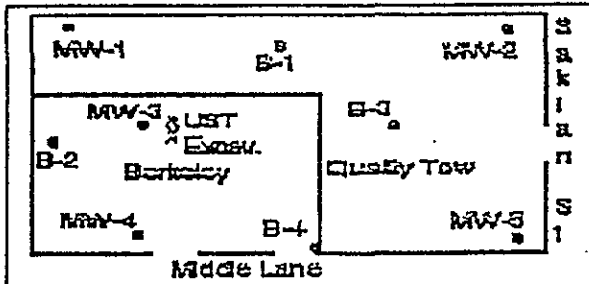 MW-1
B-1
MW-2
MW-3
UST
Excav.
B-3
B-2
Berkeley
Quality Tow
MW-4
B-4
MW-5
Middle Lane
Saklan St